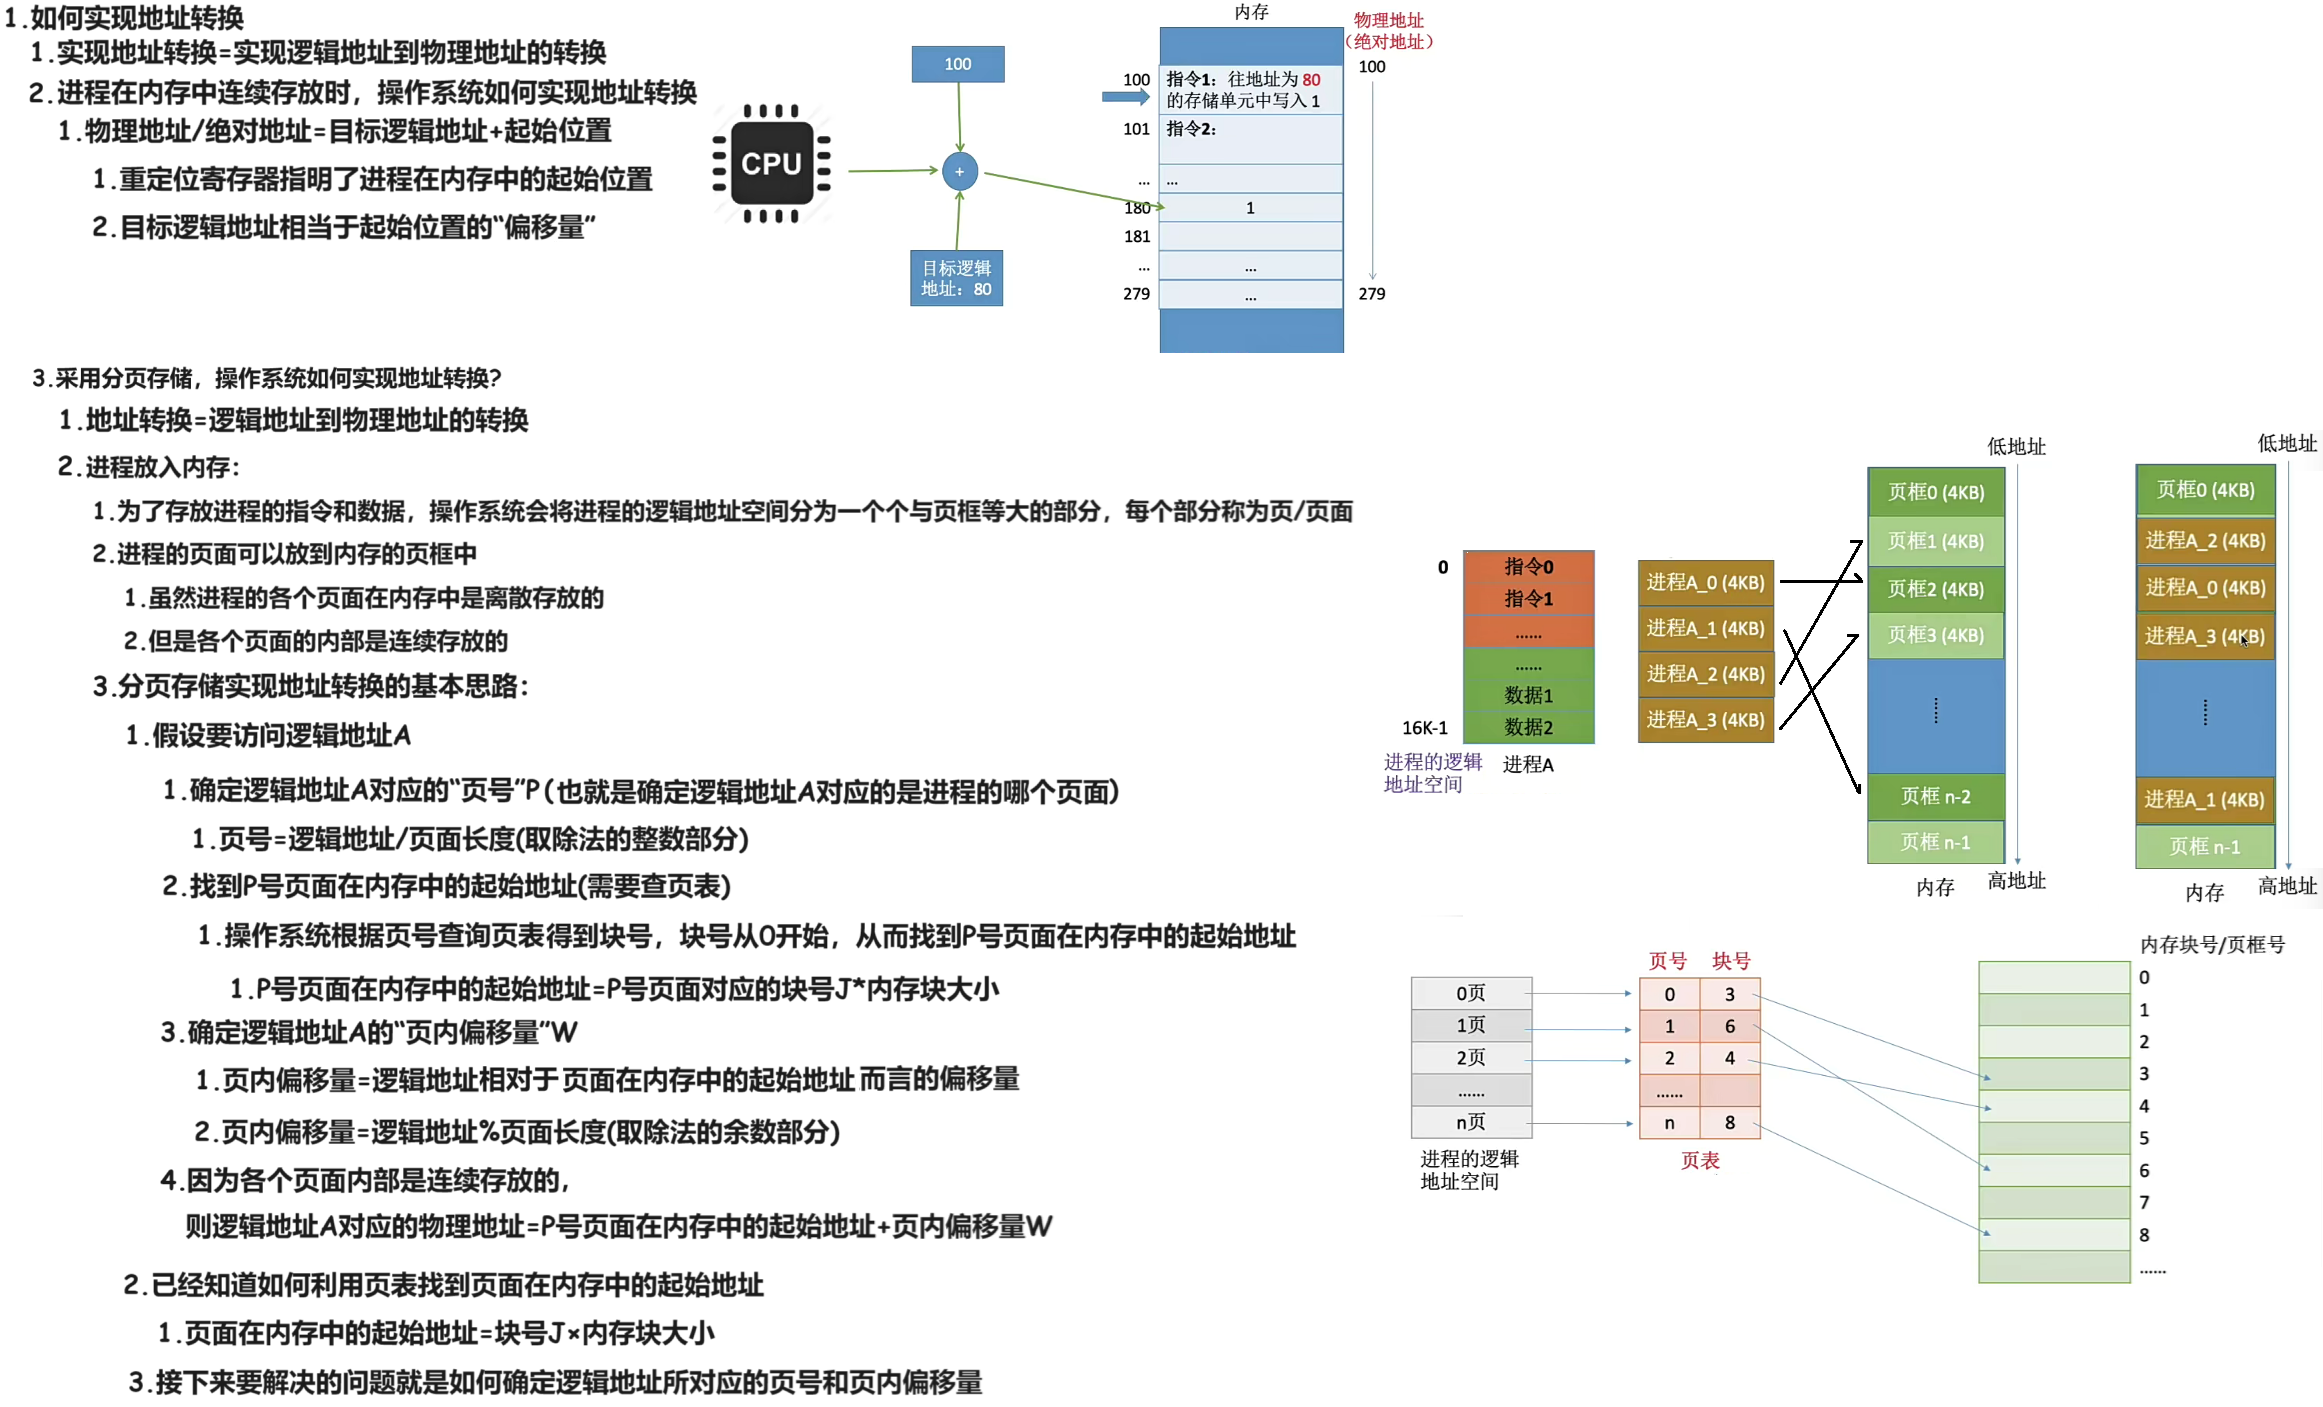 1.如何实现地址转换
1.实现地址转换=实现逻辑地址到物理地址的转换
2.进程在内存中连续存放时，操作系统如何实现地址转换
1.物理地址/绝对地址=目标逻辑地址+起始位置
1.重定位寄存器指明了进程在内存中的起始位置
2.目标逻辑地址相当于起始位置的“偏移量”
CPU
100
+
目标逻辑
地址：80
内存
物理地址
（绝对地址）
100
100
指令1：往地址为 80
的存储单元中写入 1
101
指令2：
...
...
180
1
181
...
...
279
...
279
3.采用分页存储，操作系统如何实现地址转换?
1.地址转换=逻辑地址到物理地址的转换
2.进程放入内存：
1.为了存放进程的指令和数据，操作系统会将进程的逻辑地址空间分为一个个与页框等大的部分，每个部分称为页/页面
2.进程的页面可以放到内存的页框中
1.虽然进程的各个页面在内存中是离散存放的
2.但是各个页面的内部是连续存放的
3.分页存储实现地址转换的基本思路：
1.假设要访问逻辑地址A
1.确定逻辑地址A对应的“页号”P(也就是确定逻辑地址A对应的是进程的哪个页面)
1.页号=逻辑地址/页面长度(取除法的整数部分)
2.找到P号页面在内存中的起始地址(需要查页表)
1.操作系统根据页号查询页表得到块号，块号从0开始，从而找到P号页面在内存中的起始地址
1.P号页面在内存中的起始地址=P号页面对应的块号J*内存块大小
3.确定逻辑地址A的“页内偏移量”W
1.页内偏移量=逻辑地址相对于页面在内存中的起始地址而言的偏移量
2.页内偏移量=逻辑地址%页面长度(取除法的余数部分)
4.因为各个页面内部是连续存放的，
则逻辑地址A对应的物理地址=P号页面在内存中的起始地址+页内偏移量W
2.已经知道如何利用页表找到页面在内存中的起始地址
1.页面在内存中的起始地址=块号J×内存块大小
3.接下来要解决的问题就是如何确定逻辑地址所对应的页号和页内偏移量
0
指令0
指令1
......
......
数据1
16K-1
数据2
进程的逻辑
地址空间
进程A
进程A_0 (4KB)
进程A_1 (4KB)
进程A_2 (4KB)
进程A_3 (4KB)
低地址
页框0 (4KB)
页框1 (4KB)
页框2 (4KB)
页框3 (4KB)
......
页框 n-2
页框 n-1
内存
高地址
低地址
页框0 (4KB)
进程A_2 (4KB)
进程A_0 (4KB)
进程A_3 (4KB)
......
进程A_1 (4KB)
页框 n-1
内存
高地址
0页
1页
2页
......
n页
进程的逻辑
地址空间
页号 块号
0 3
1 6
2 4
......
n 8
页表
内存块号/页框号
0
1
2
3
4
5
6
7
8
......